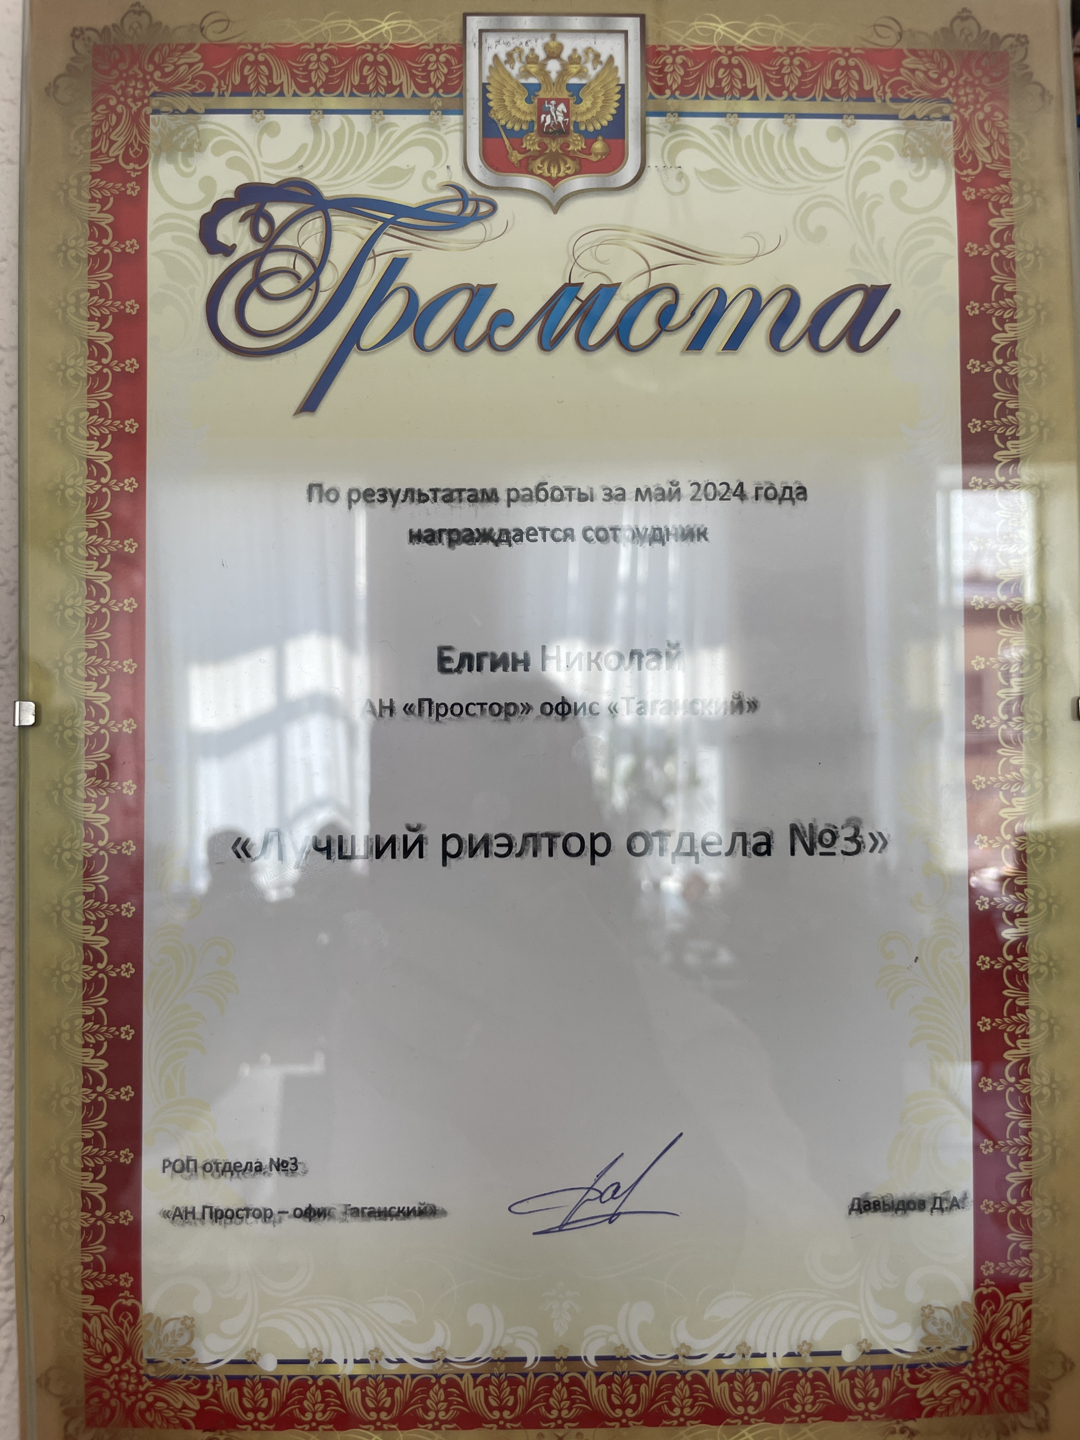 Грамота
По результатам работы за май 2024 года
награждается сотрудник
Елгин Николай
АН «Простор» офис «Таганский»
«Лучший риэлтор отдела №3»
РОП отдела №3
«АН Простор – офис Таганский»
Давыдов Д.А.